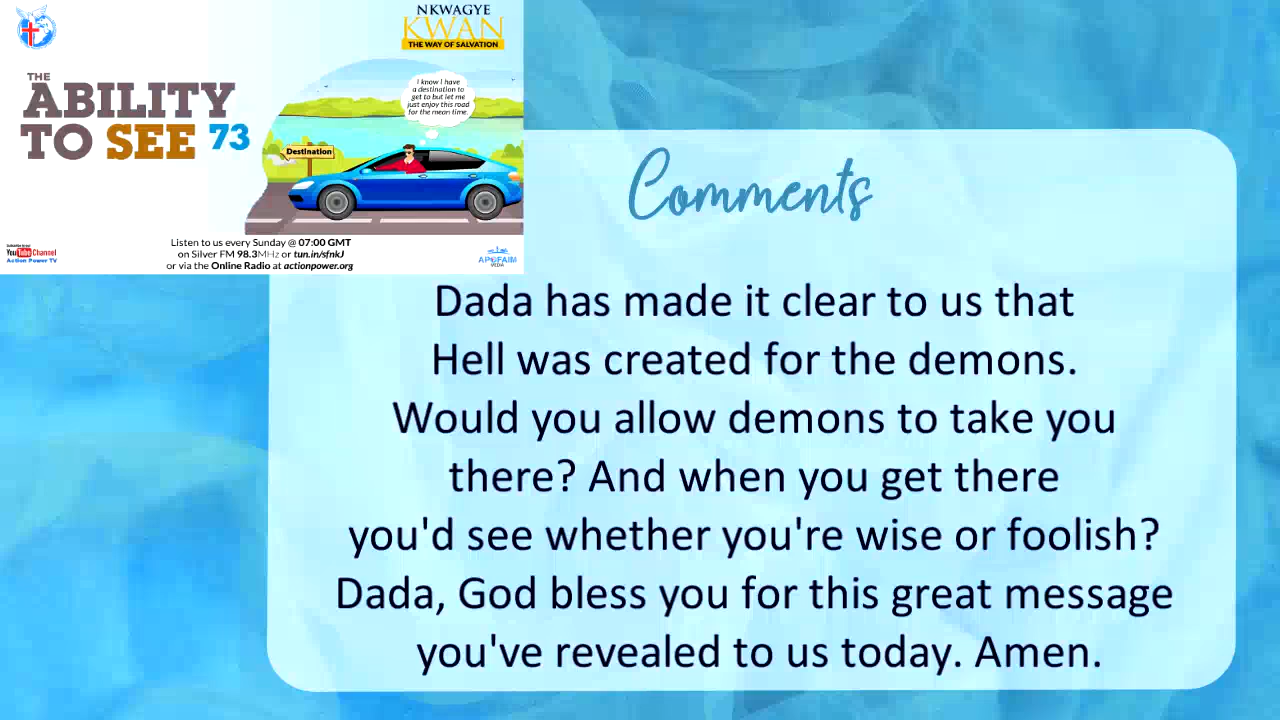 NKWAGYE
KWAN
THE WAY OF SALVATION
THE
ABILITY
TO SEE 73
I know I have
a destination to
get to but let me
just enjoy this road
for the mean time.
Destination
Listen to us every Sunday @ 07:00 GMT
on Silver FM 98.3MHz or tun.in/sfnkJ
or via the Online Radio at actionpower.org
YouTube Channel
Action Power TV
APOFAIM
MEDIA
Comments
Dada has made it clear to us that
Hell was created for the demons.
Would you allow demons to take you
there? And when you get there
you'd see whether you're wise or foolish?
Dada, God bless you for this great message
you've revealed to us today. Amen.